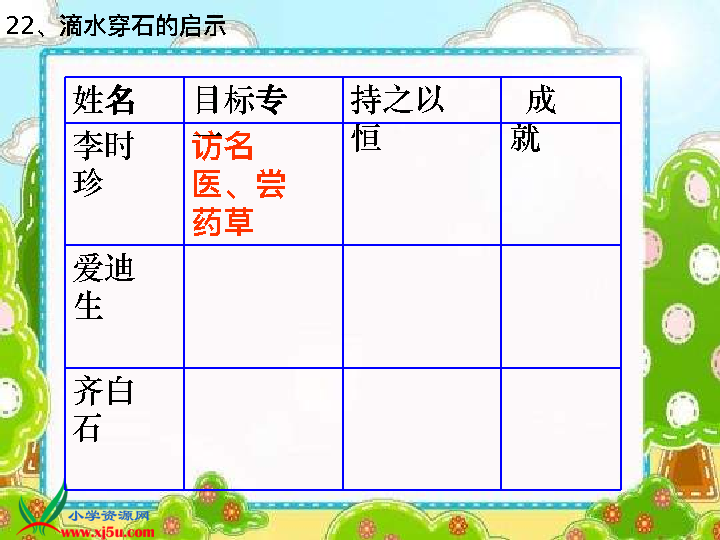 22、滴水穿石的启示
姓名
目标专
持之以
恒
成
就
李时
珍
访名
医、尝
药草
爱迪
生
齐白
石
小学资源网
www.xj5u.com